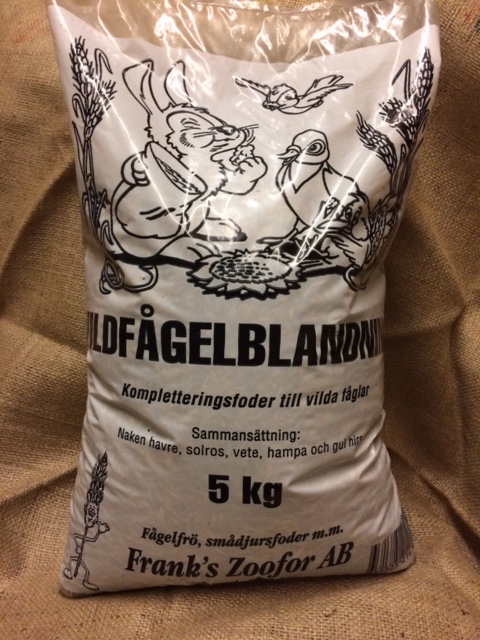 ILDFÅGELBLANDNIN
Kompletteringsfoder till vilda fåglar
Sammansättning:
Naken havre, solros, vete, hampa och gul hirs
5 kg
Fågelfrö, smådjursfoder m.m.
Frank's Zoofor AB